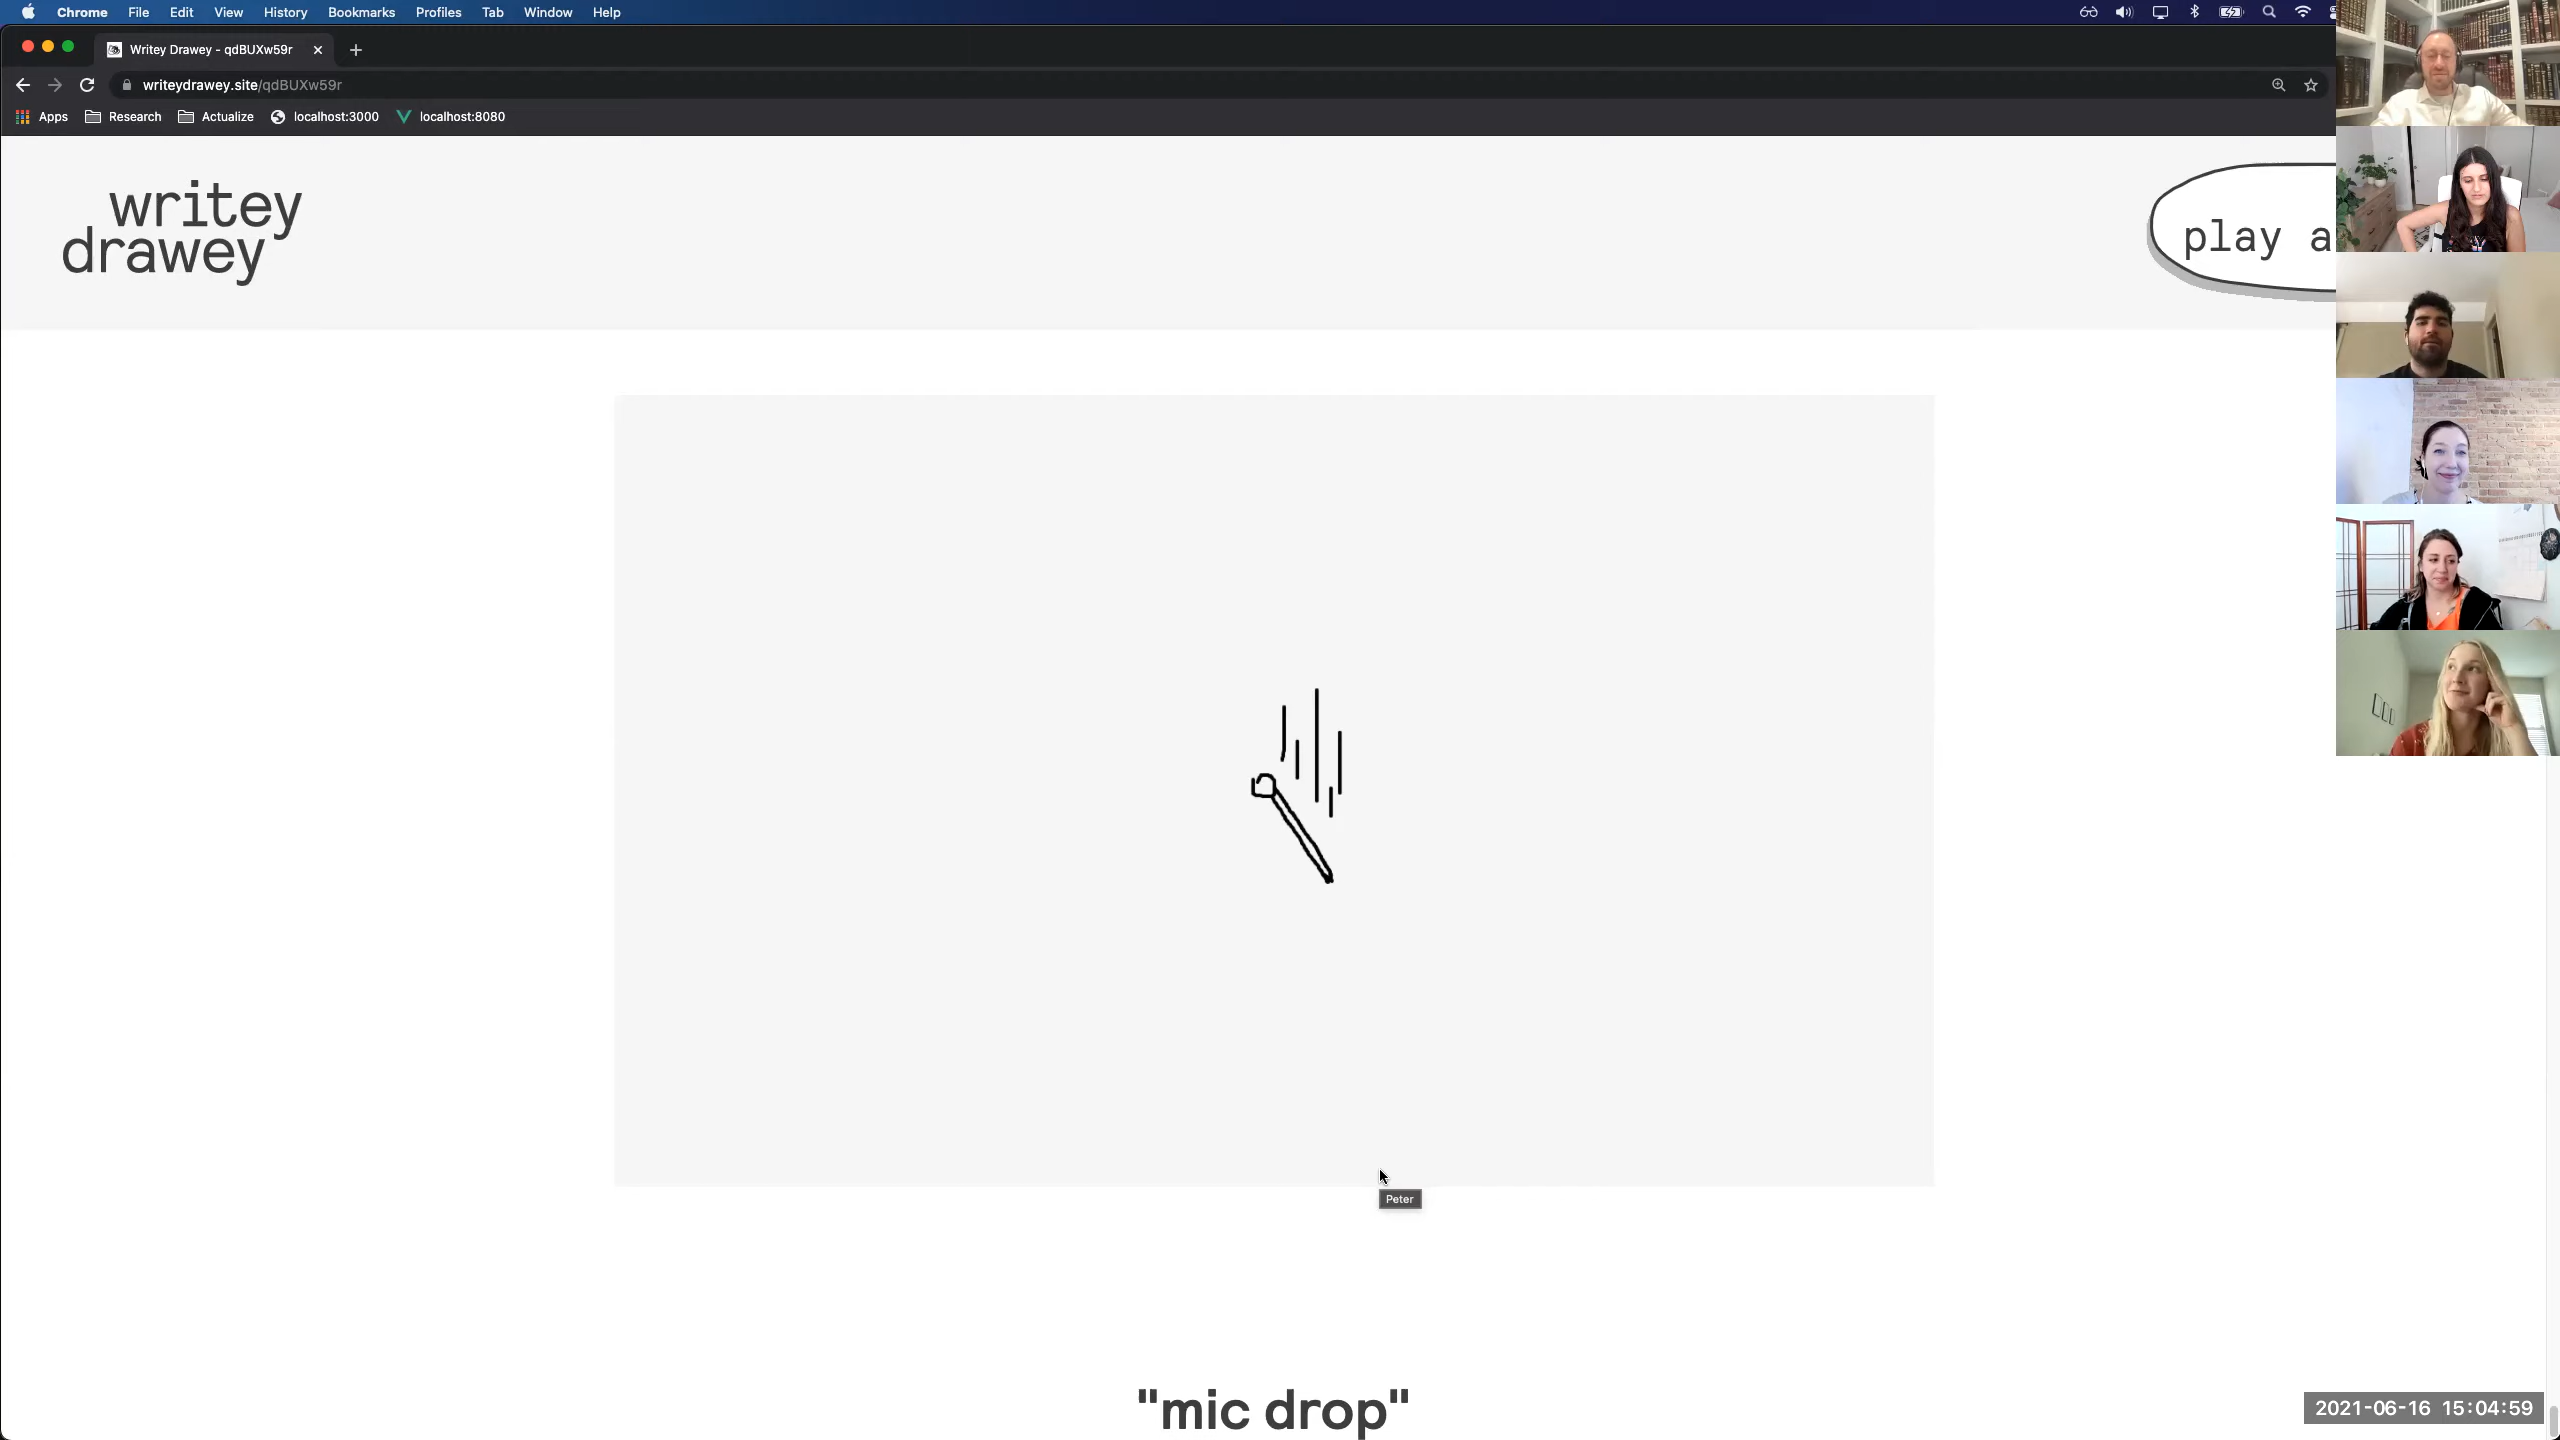 Chrome File Edit View History Bookmarks Profiles Tab Window Help
Writey Drawey - qdBUXw59r
writeydrawey.site/qdBUXw59r
Apps Research Actualize localhost:3000 localhost:8080
writey
drawey
play a
Peter
"mic drop"
2021-06-16 15:04:59